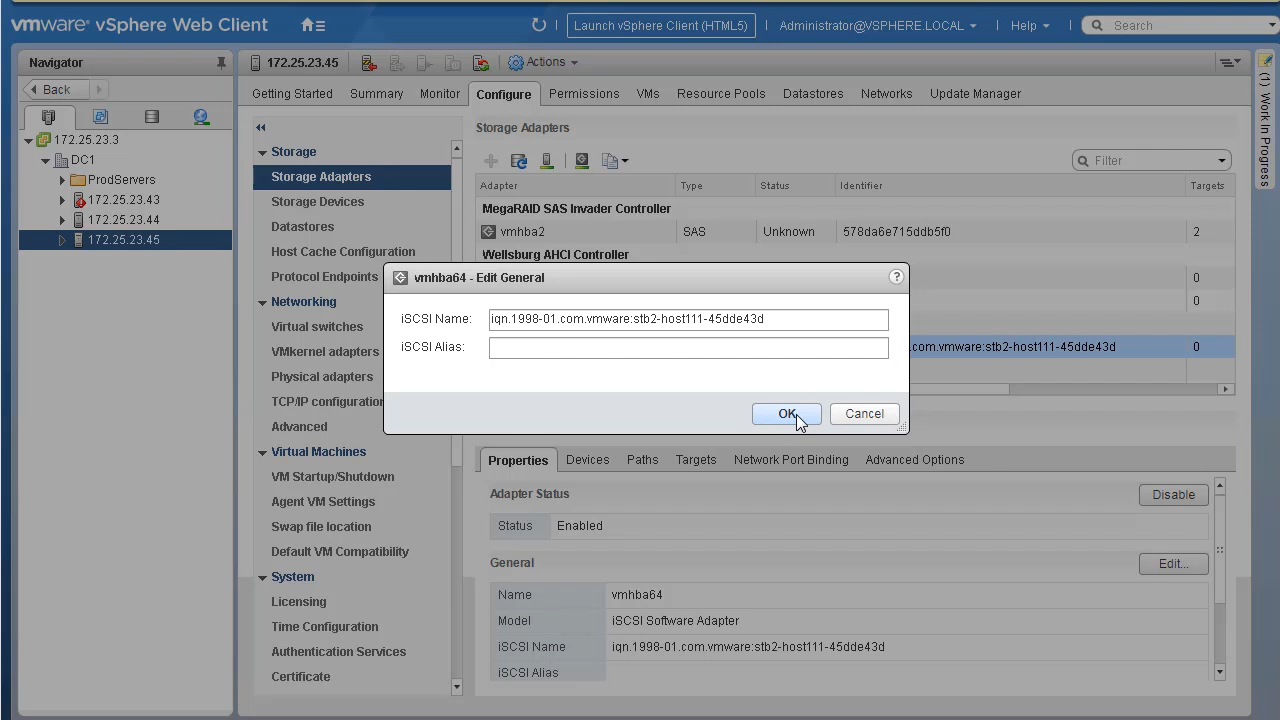 vmware® vSphere Web Client
Launch vSphere Client (HTML5)
Administrator@VSPHERE.LOCAL
Help
Search
Navigator
Back
172.25.23.3
DC1
ProdServers
172.25.23.43
172.25.23.44
172.25.23.45
172.25.23.45
Actions
Getting Started Summary Monitor Configure Permissions VMs Resource Pools Datastores Networks Update Manager
Storage
Storage Adapters
Storage Devices
Datastores
Host Cache Configuration
Protocol Endpoints
Networking
Virtual switches
VMkernel adapters
Physical adapters
TCP/IP configuration
Advanced
Virtual Machines
VM Startup/Shutdown
Agent VM Settings
Swap file location
Default VM Compatibility
System
Licensing
Time Configuration
Authentication Services
Certificate
Storage Adapters
Filter
Adapter Type Status Identifier Targets
MegaRAID SAS Invader Controller
vmhba2 SAS Unknown 578da6e715ddb5f0 2
Wellsburg AHCI Controller
0
0
.com.vmware:stb2-host111-45dde43d 0
vmhba64 - Edit General
?
iSCSI Name: iqn.1998-01.com.vmware:stb2-host111-45dde43d
iSCSI Alias:
OK Cancel
Properties Devices Paths Targets Network Port Binding Advanced Options
Adapter Status
Disable
Status Enabled
General
Edit...
Name vmhba64
Model iSCSI Software Adapter
iSCSI Name iqn.1998-01.com.vmware:stb2-host111-45dde43d
iSCSI Alias
(1) Work In Progress